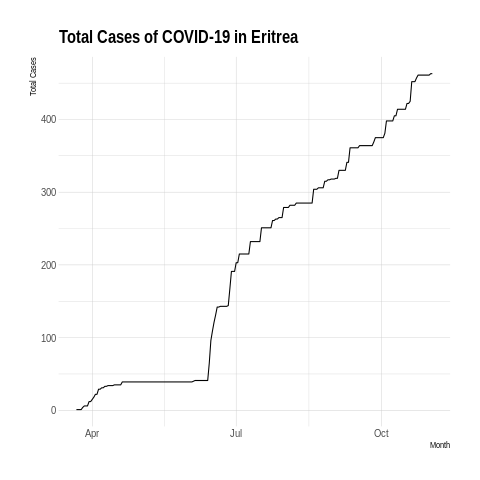 Total Cases of COVID-19 in Eritrea
Total Cases
400
300
200
100
0
Apr Jul Oct
Month